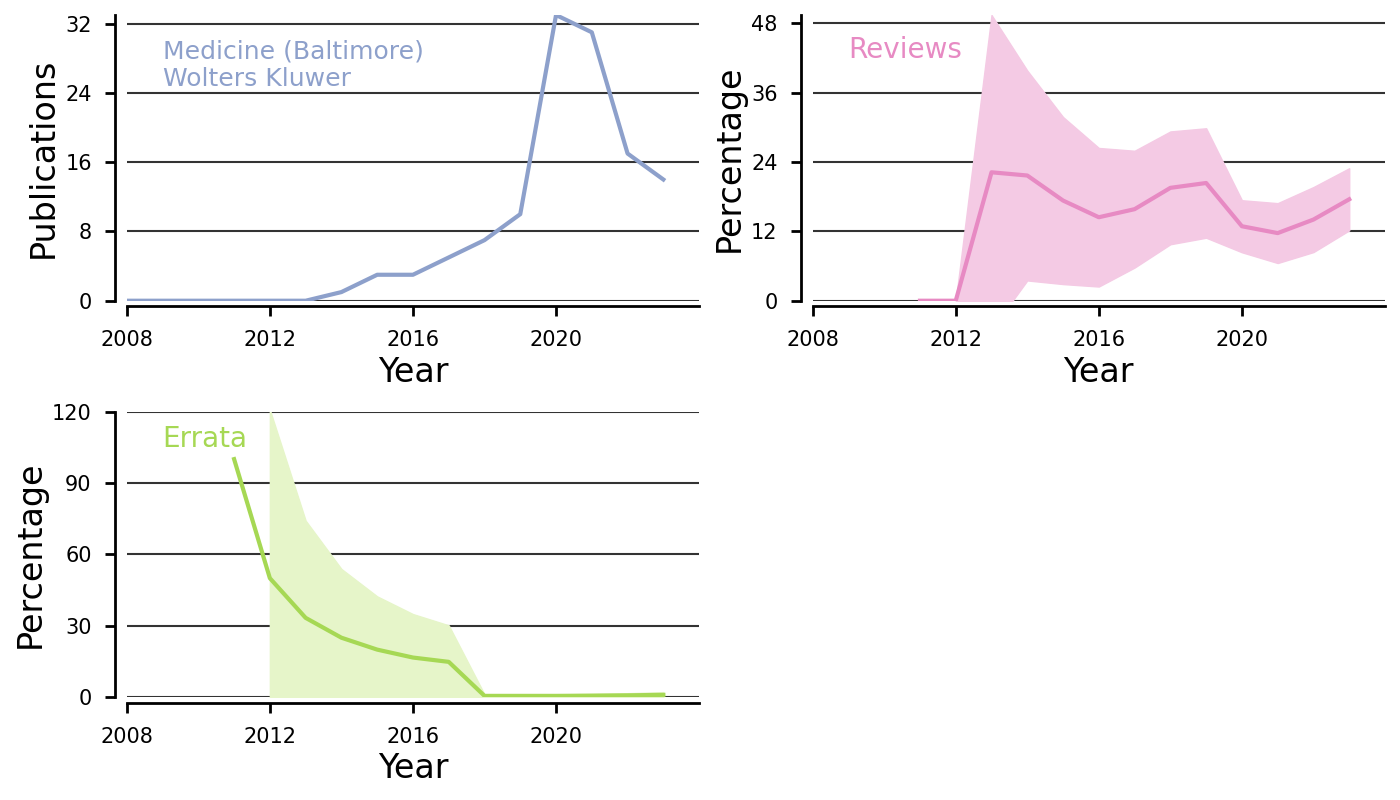 Publications
32
24
16
8
0
Medicine (Baltimore)
Wolters Kluwer
2008 2012 2016 2020
Year
Percentage
48
36
24
12
0
Reviews
2008 2012 2016 2020
Year
Percentage
120
90
60
30
0
Errata
2008 2012 2016 2020
Year